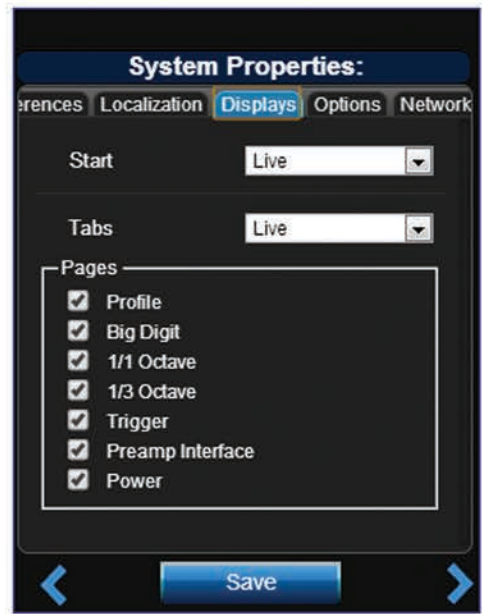 System Properties:
erences Localization Displays Options Network
Start Live
Tabs Live
Pages
Profile
Big Digit
1/1 Octave
1/3 Octave
Trigger
Preamp Interface
Power
Save